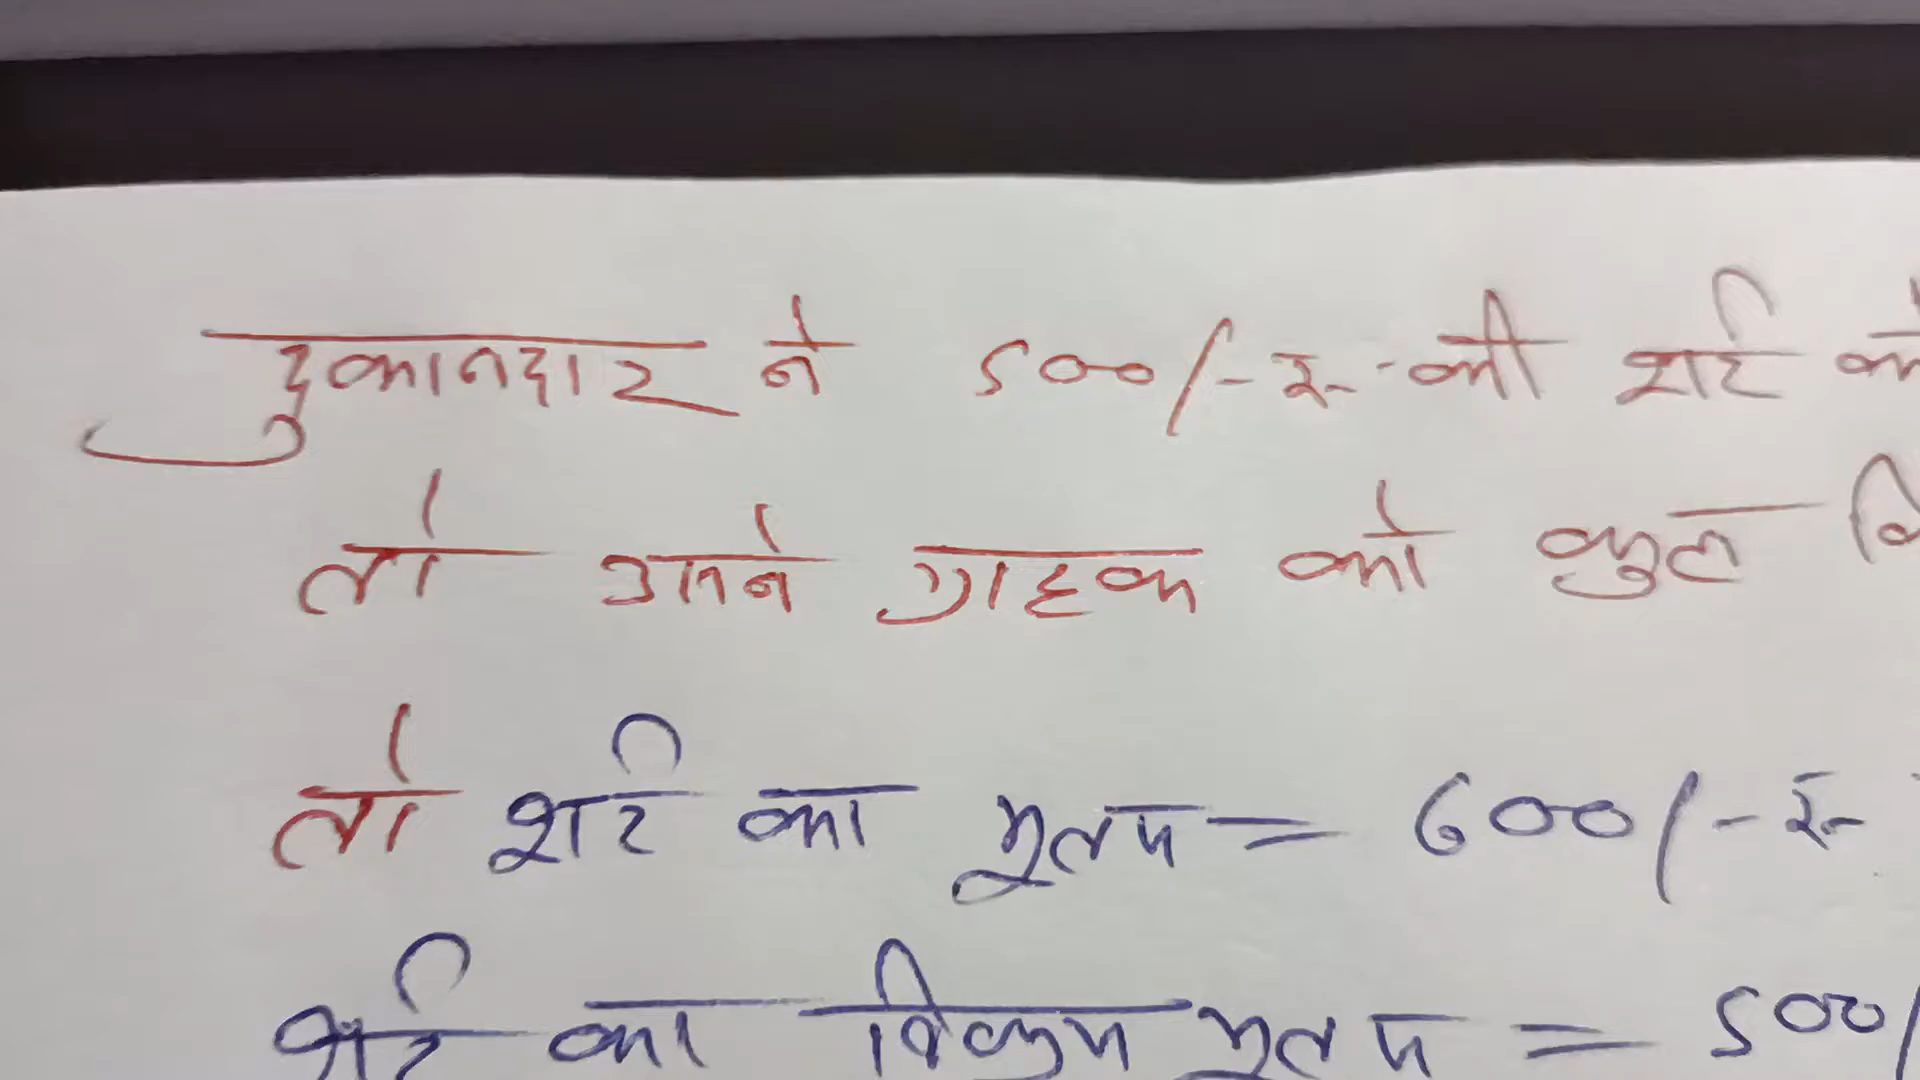 दुकानदार ने 500/- रू- की शर्ट को
तो उसने ग्राहक को कुल
तो शर्ट का मूल्य = 600/- रू-
शर्ट का विक्रय मूल्य = 500/